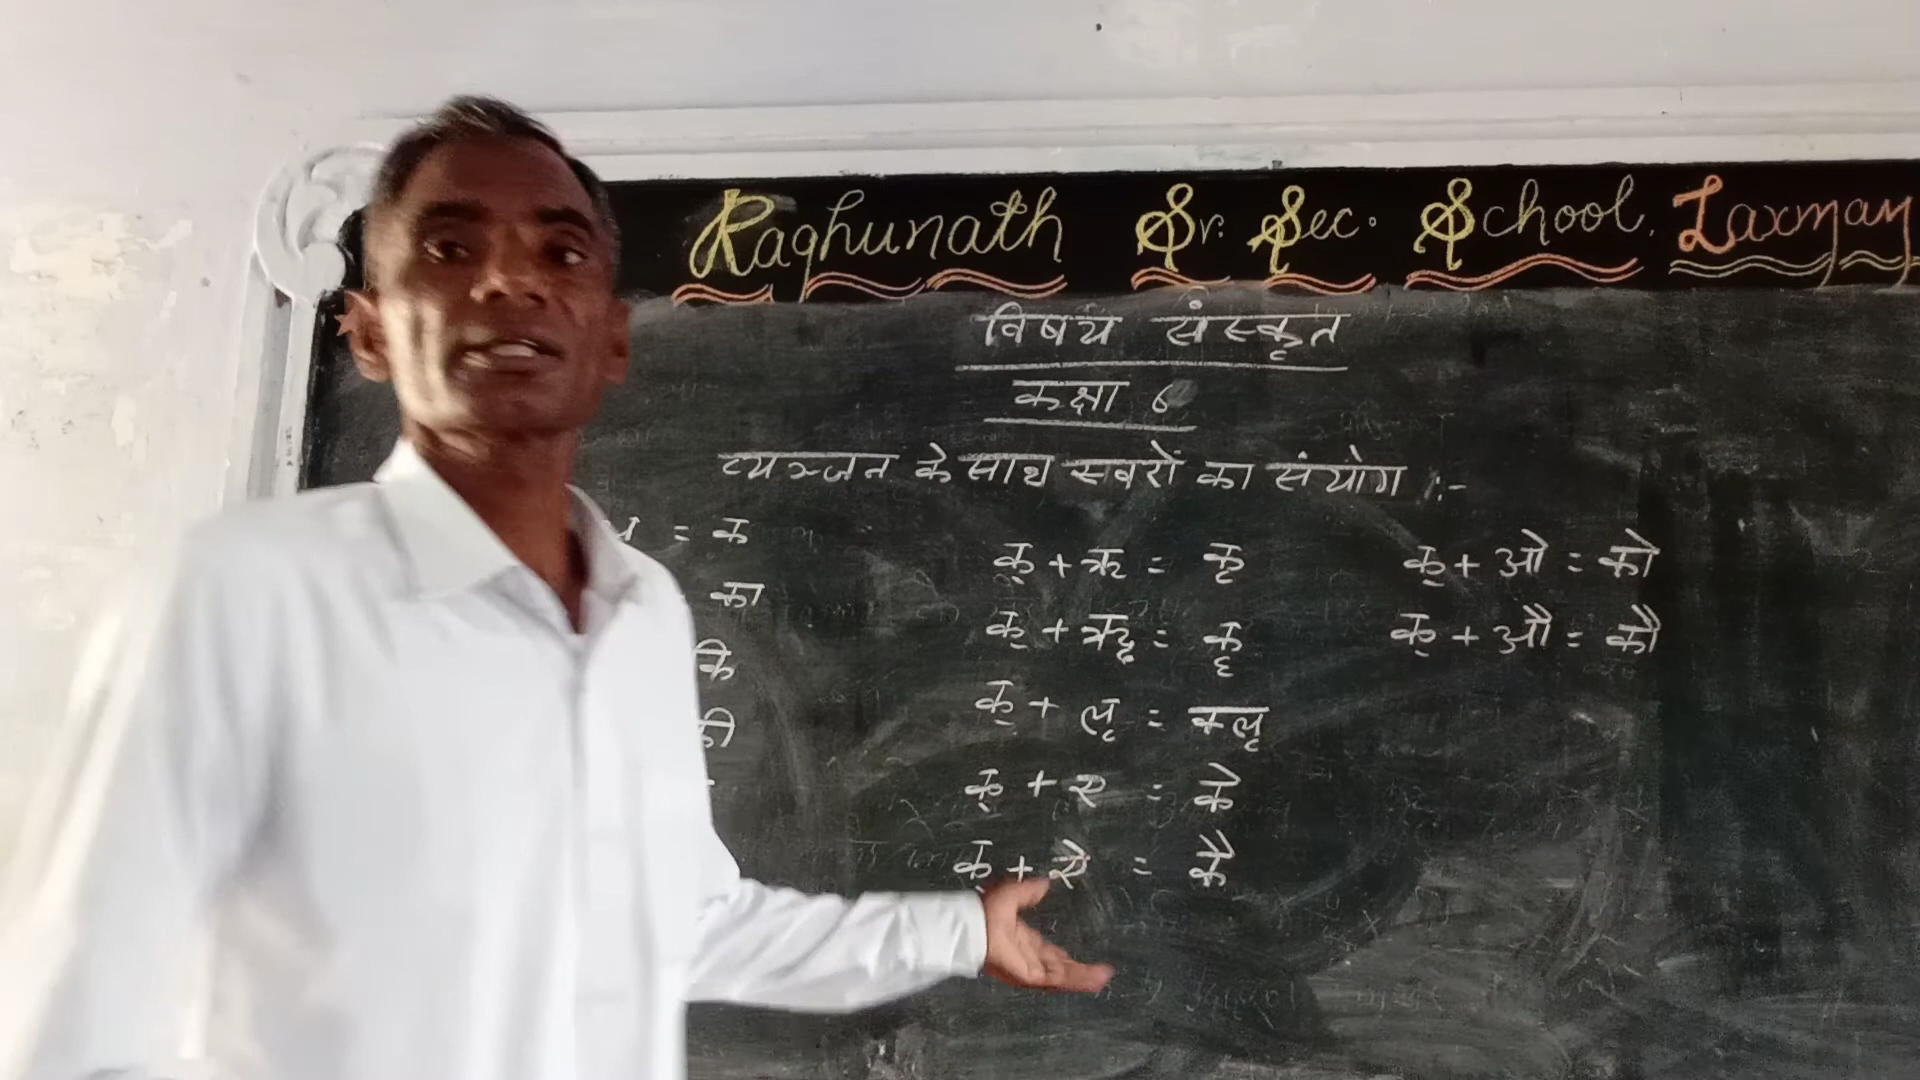 Raghunath Sr. Sec. School, Laxman
विषय संस्कृत
कक्षा 6
व्यञ्जन के साथ स्वरों का संयोग :-
= क
का
कि
की
क् + ऋ = कृ
क् + ॠ = कॄ
क् + लृ = क्लृ
क् + ए = के
क् + ऐ = कै
क् + ओ = को
क् + औ = कौ